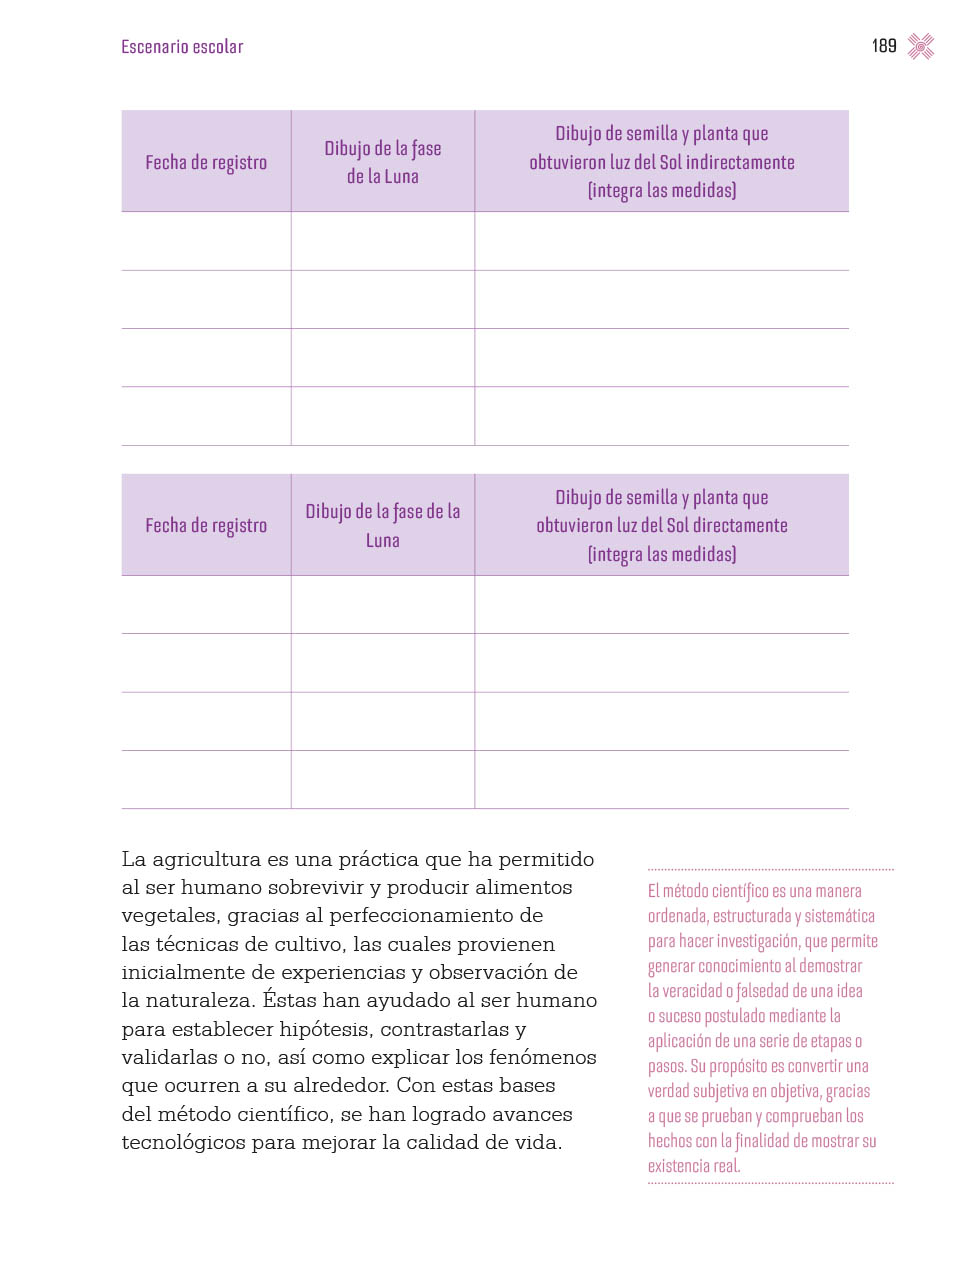 Escenario escolar
189
Fecha de registro
Dibujo de la fase
de la Luna
Dibujo de semilla y planta que
obtuvieron luz del Sol indirectamente
(integra las medidas)
Fecha de registro
Dibujo de la fase de la
Luna
Dibujo de semilla y planta que
obtuvieron luz del Sol directamente
(integra las medidas)
La agricultura es una práctica que ha permitido
al ser humano sobrevivir y producir alimentos
vegetales, gracias al perfeccionamiento de
las técnicas de cultivo, las cuales provienen
inicialmente de experiencias y observación de
la naturaleza. Éstas han ayudado al ser humano
para establecer hipótesis, contrastarlas y
validarlas o no, así como explicar los fenómenos
que ocurren a su alrededor. Con estas bases
del método científico, se han logrado avances
tecnológicos para mejorar la calidad de vida.
El método científico es una manera
ordenada, estructurada y sistemática
para hacer investigación, que permite
generar conocimiento al demostrar
la veracidad o falsedad de una idea
o suceso postulado mediante la
aplicación de una serie de etapas o
pasos. Su propósito es convertir una
verdad subjetiva en objetiva, gracias
a que se prueban y comprueban los
hechos con la finalidad de mostrar su
existencia real.